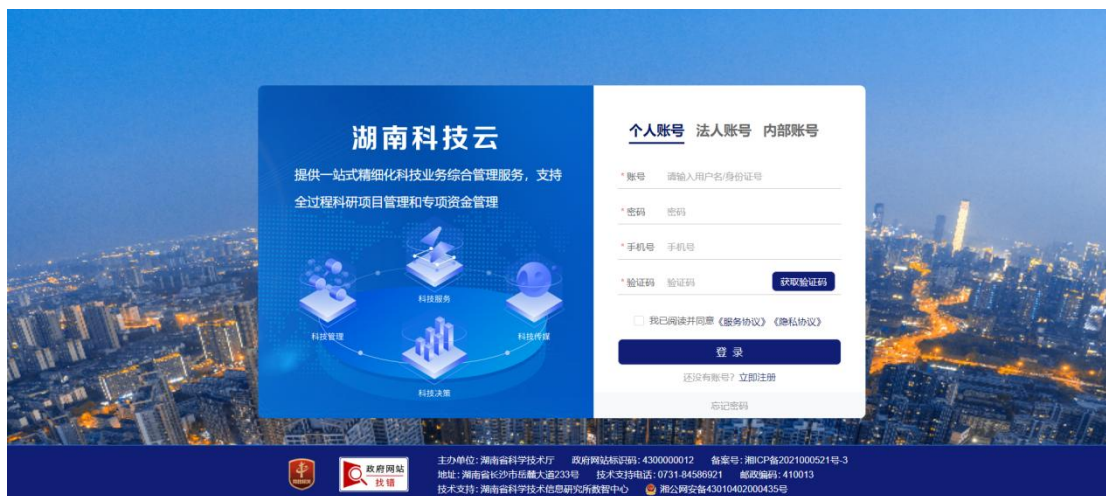 湖南科技云
提供一站式精细化科技业务综合管理服务，支持
全过程科研项目管理和专项资金管理
科技服务
科技管理
科技传媒
科技决策
个人账号 法人账号 内部账号
*账号 请输入用户名/身份证号
*密码 密码
*手机号 手机号
*验证码 验证码 获取验证码
我已阅读并同意《服务协议》《隐私协议》
登 录
还没有账号？立即注册
忘记密码
政府网站
找错
主办单位：湖南省科学技术厅 政府网站标识码：4300000012 备案号：湘ICP备2021000521号-3
地址：湖南省长沙市岳麓大道233号 技术支持电话：0731-84586921 邮政编码：410013
技术支持：湖南省科学技术信息研究所数智中心 湘公网安备43010402000435号